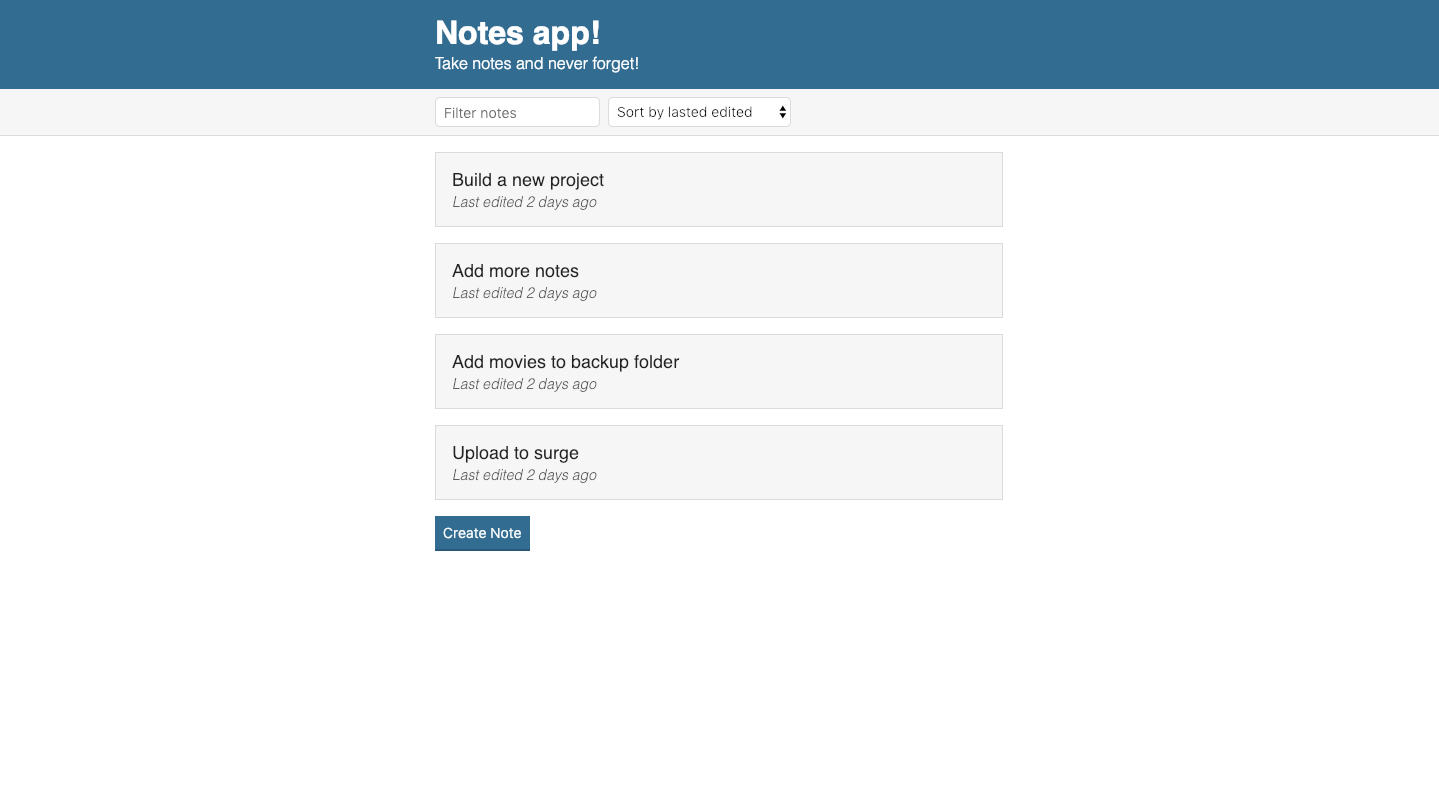 Notes app!
Take notes and never forget!
Filter notes
Sort by lasted edited
Build a new project
Last edited 2 days ago
Add more notes
Last edited 2 days ago
Add movies to backup folder
Last edited 2 days ago
Upload to surge
Last edited 2 days ago
Create Note